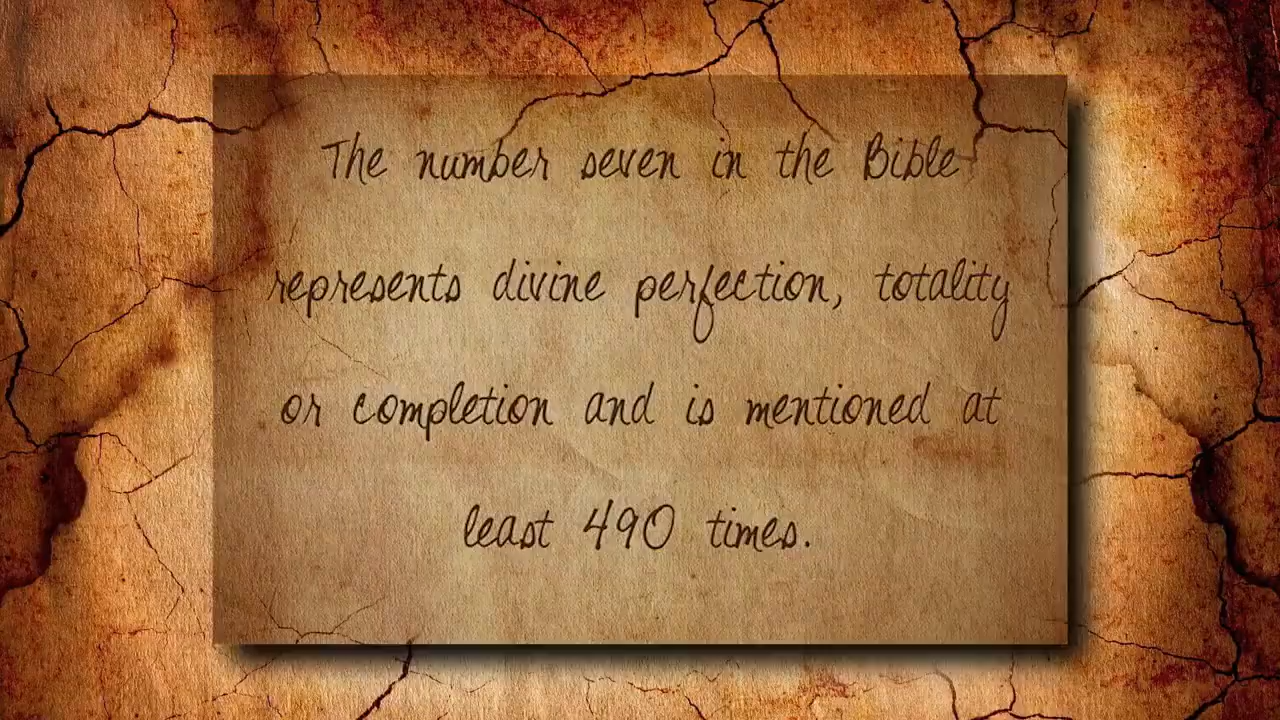 The number seven in the Bible
represents divine perfection, totality
or completion and is mentioned at
least 490 times.